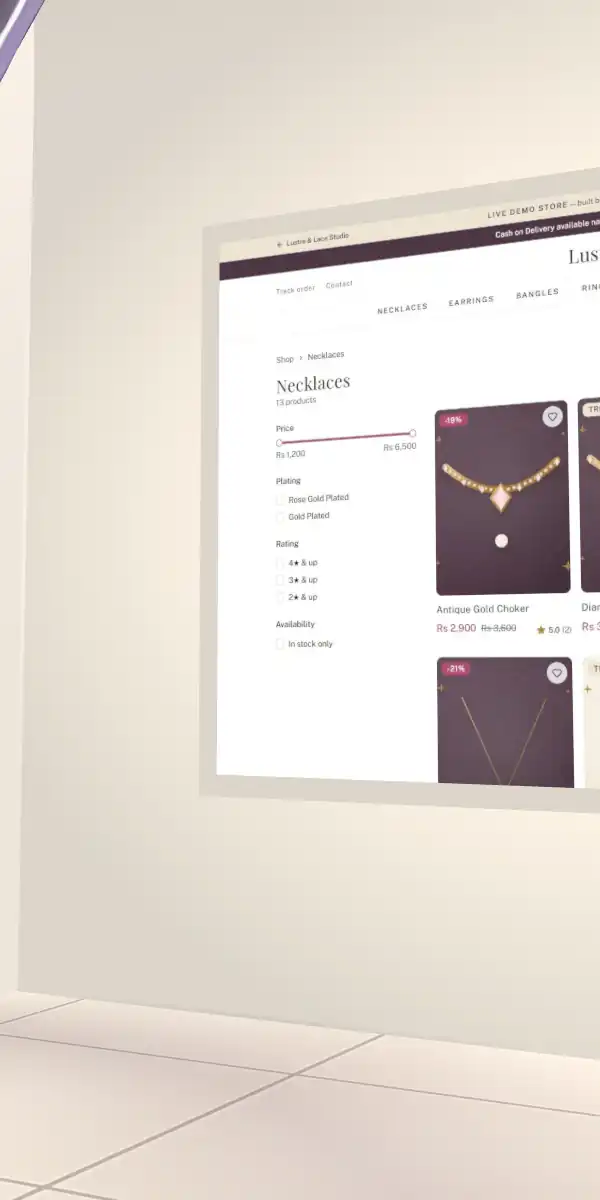 LIVE DEMO STORE — built b
← Lustre & Lace Studio
Cash on Delivery available na
Lus
Track order Contact
NECKLACES EARRINGS BANGLES RIN
Shop › Necklaces
Necklaces
13 products
Price
Rs 1,200 Rs 6,500
Plating
Rose Gold Plated
Gold Plated
Rating
4★ & up
3★ & up
2★ & up
Availability
In stock only
-19%
Antique Gold Choker
Rs 2,900 Rs 3,600 ★ 5.0 (2)
-21%
TR
Diar
Rs 3